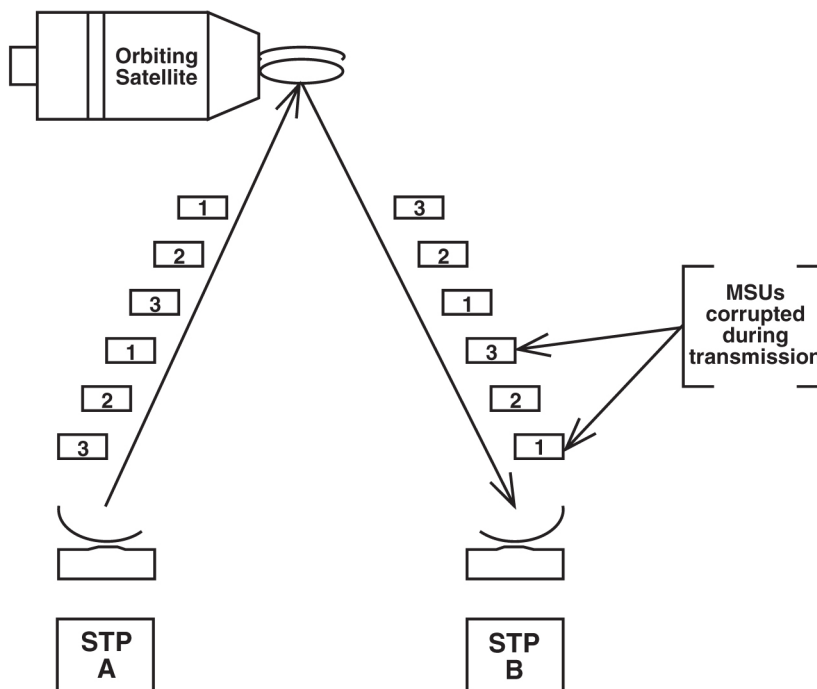 Orbiting
Satellite
1
3
2
2
3
1
1
3
2
2
3
1
MSUs
corrupted
during
transmission
STP
A
STP
B